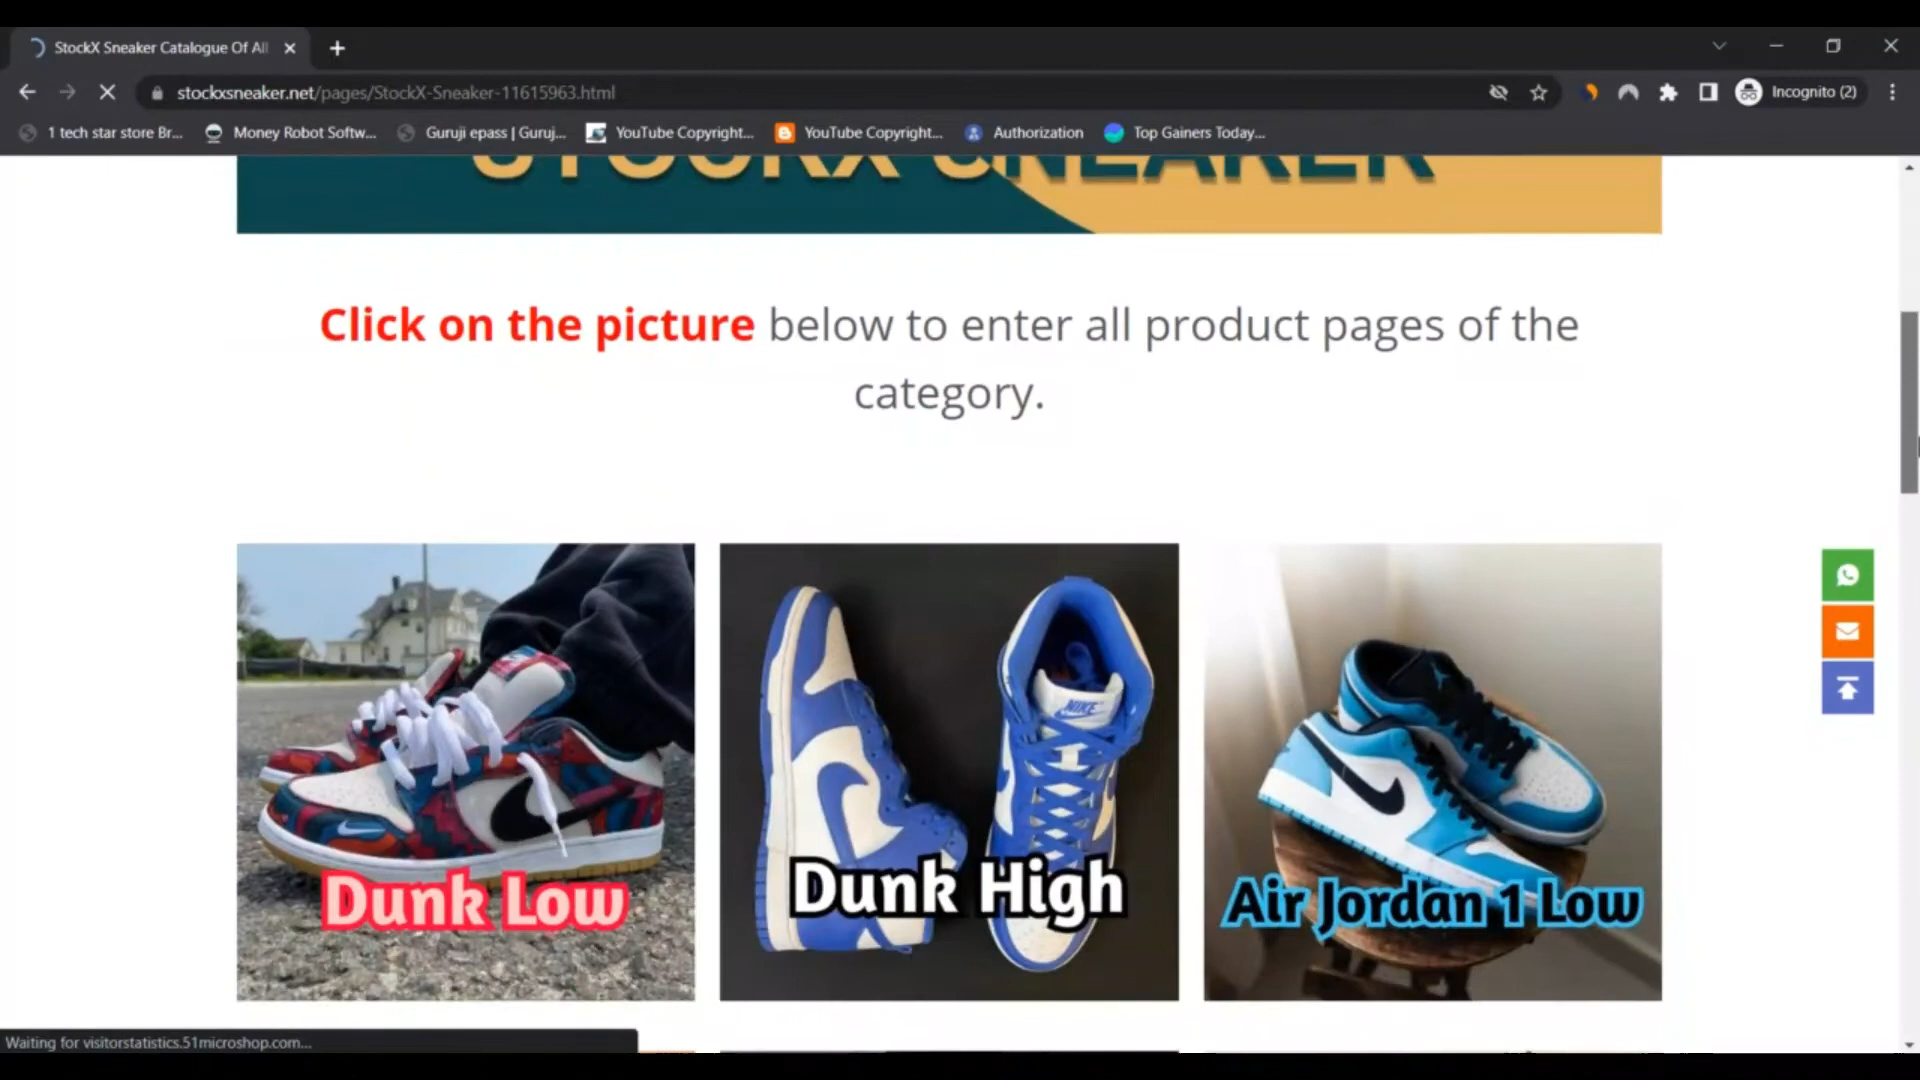 StockX Sneaker Catalogue Of All
stockxsneaker.net/pages/StockX-Sneaker-11615963.html
Incognito (2)
1 tech star store Br...
Money Robot Softw...
Guruji epass | Guruj...
YouTube Copyright...
YouTube Copyright...
Authorization
Top Gainers Today...
STOCKX SNEAKER
Click on the picture below to enter all product pages of the
category.
NIKE
Dunk Low
Dunk High
Air Jordan 1 Low
Waiting for visitorstatistics.51microshop.com...